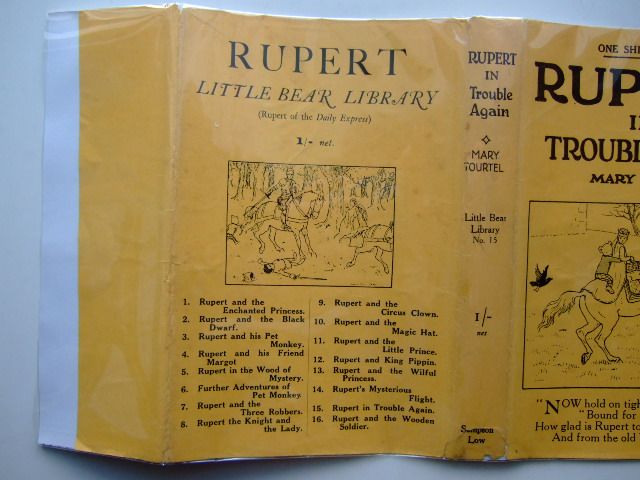 RUPERT
LITTLE BEAR LIBRARY
(Rupert of the Daily Express)
1/- net.
1. Rupert and the
Enchanted Princess.
2. Rupert and the Black
Dwarf.
3. Rupert and his Pet
Monkey.
4. Rupert and his Friend
Margot
5. Rupert in the Wood of
Mystery.
6. Further Adventures of
Pet Monkey.
7. Rupert and the
Three Robbers.
8. Rupert the Knight and
the Lady.
9. Rupert and the
Circus Clown.
10. Rupert and the
Magic Hat.
11. Rupert and the
Little Prince.
12. Rupert and King Pippin.
13. Rupert and the Wilful
Princess.
14. Rupert's Mysterious
Flight.
15. Rupert in Trouble Again.
16. Rupert and the Wooden
Soldier.
RUPERT
IN
Trouble
Again
MARY
TOURTEL
Little Bear
Library
No. 15
1/-
net
Sampson
Low
ONE SHI
RUP
IN
TROUBL
MARY
"NOW hold on tight
"Bound for
How glad is Rupert to
And from the old